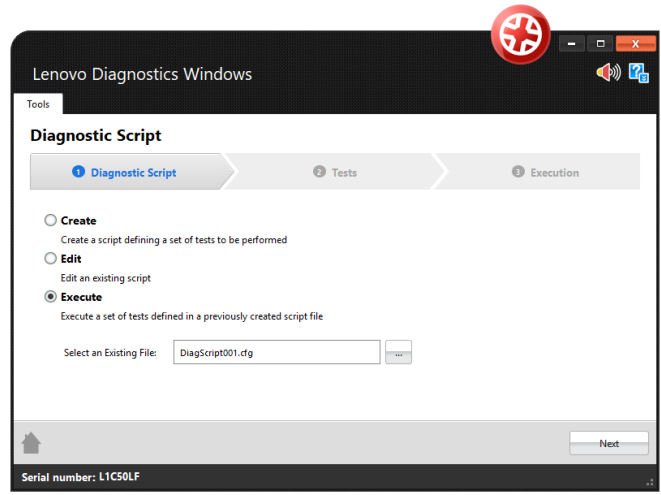 Lenovo Diagnostics Windows
Tools
Diagnostic Script
1 Diagnostic Script 2 Tests 3 Execution
Create
Create a script defining a set of tests to be performed
Edit
Edit an existing script
Execute
Execute a set of tests defined in a previously created script file
Select an Existing File: DiagScript001.cfg ...
Next
Serial number: L1C50LF